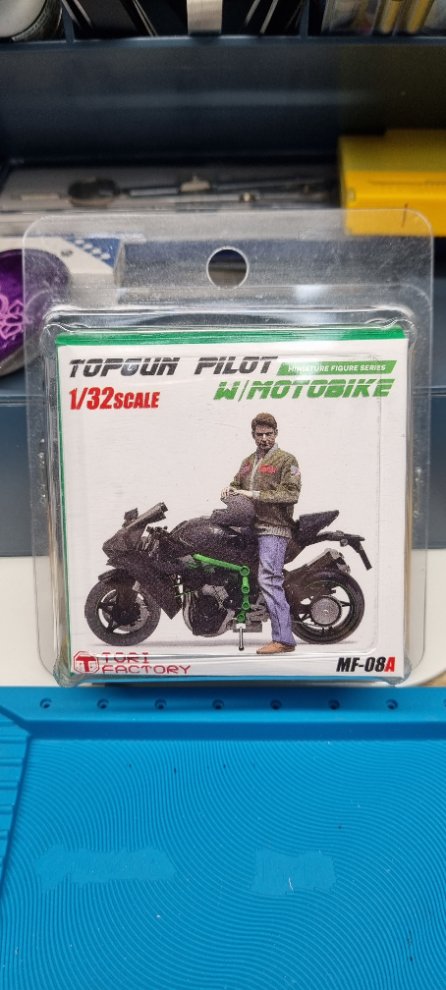 TOPGUN PILOT
MINIATURE FIGURE SERIES
W/MOTOBIKE
1/32SCALE
TORI
FACTORY
MF-08A